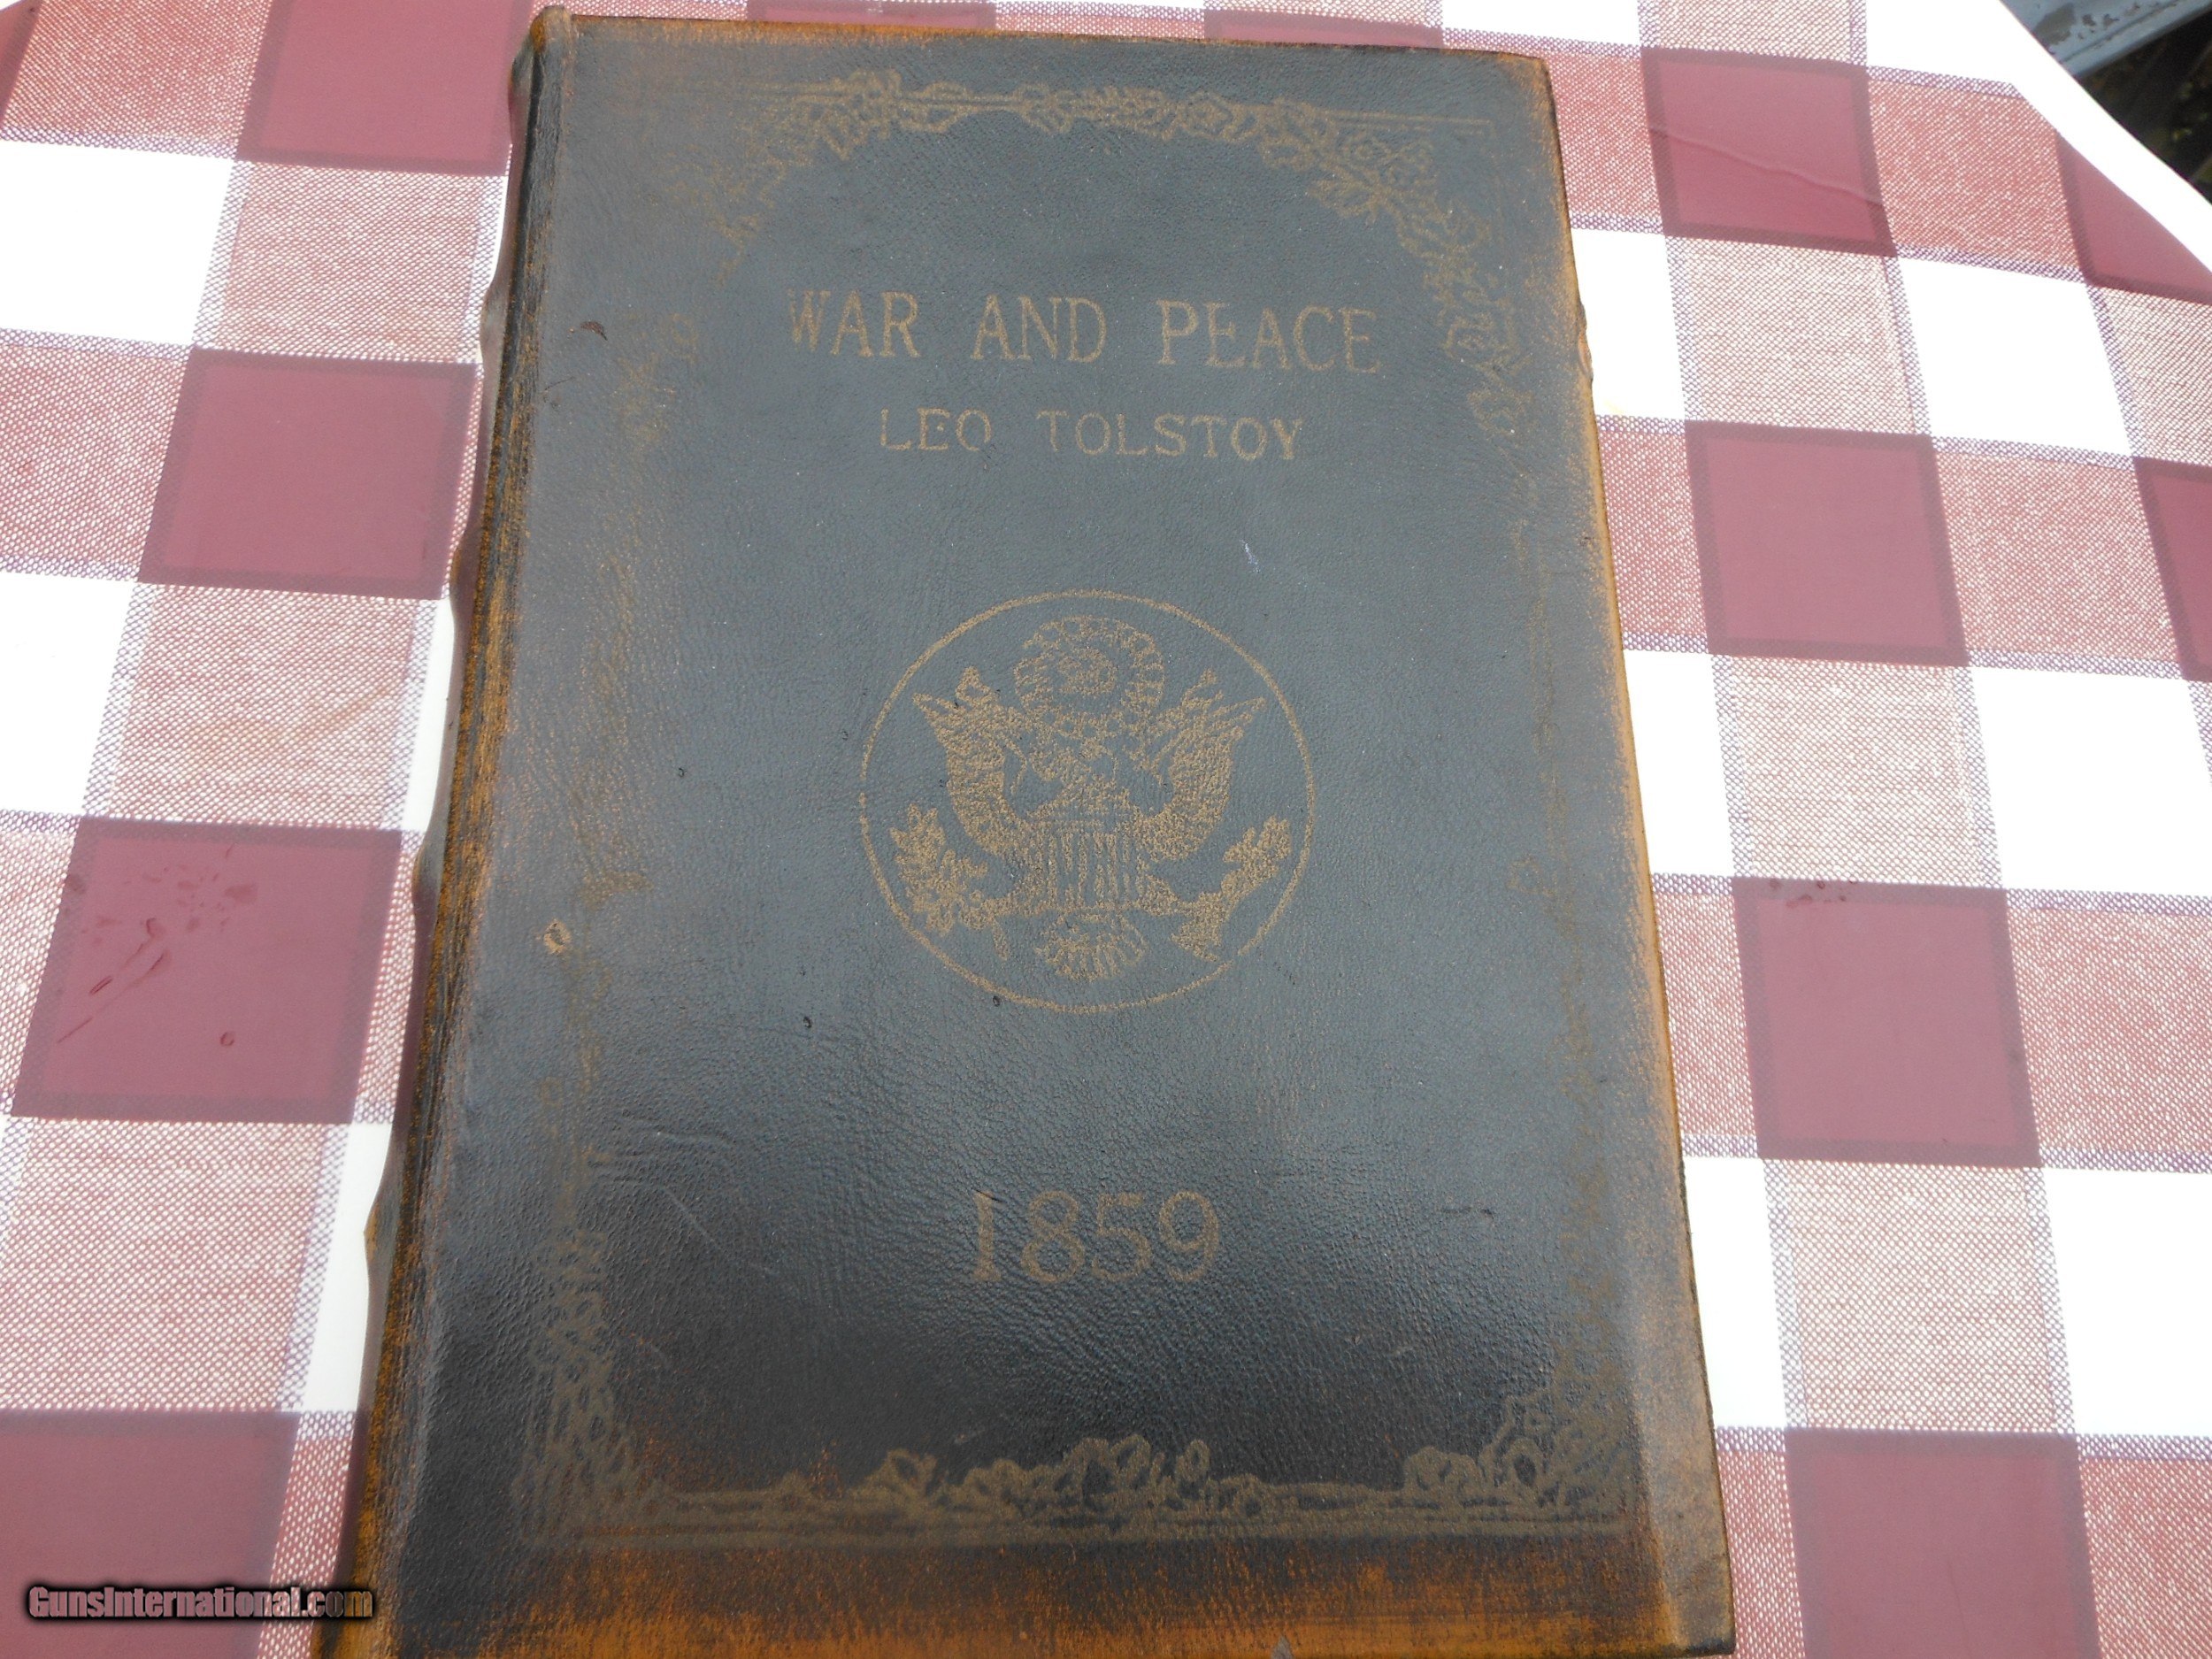 WAR AND PEACE
LEO TOLSTOY
1859
GunsInternational.com